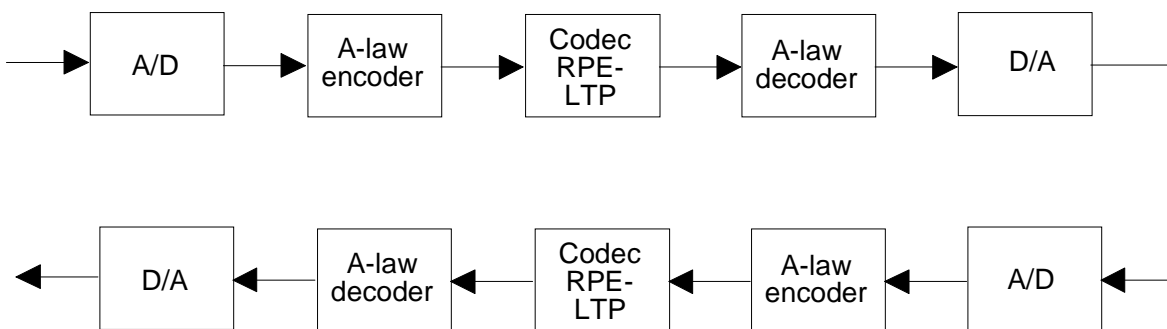 A/D
A-law
encoder
Codec
RPE-
LTP
A-law
decoder
D/A
D/A
A-law
decoder
Codec
RPE-
LTP
A-law
encoder
A/D